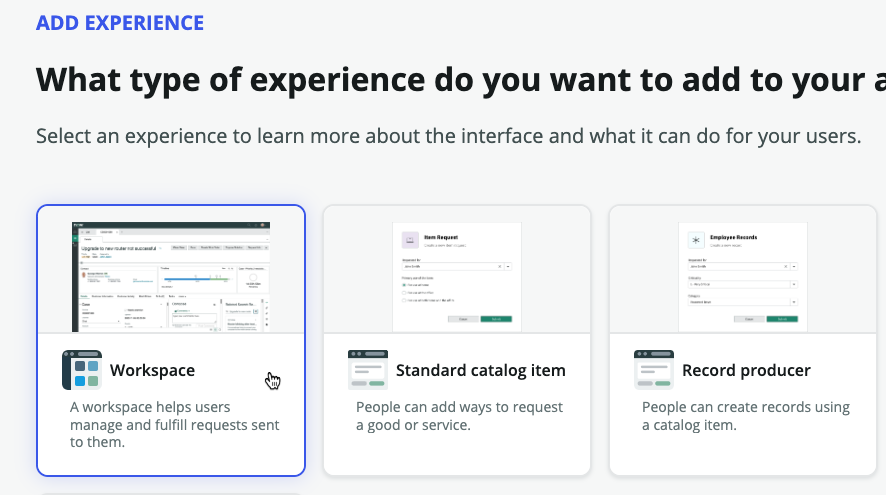 ADD EXPERIENCE
What type of experience do you want to add to your a
Select an experience to learn more about the interface and what it can do for your users.
Upgrade to new router not successful
Item Request
Employee Records
Workspace
Standard catalog item
Record producer
A workspace helps users
manage and fulfill requests sent
to them.
People can add ways to request
a good or service.
People can create records using
a catalog item.